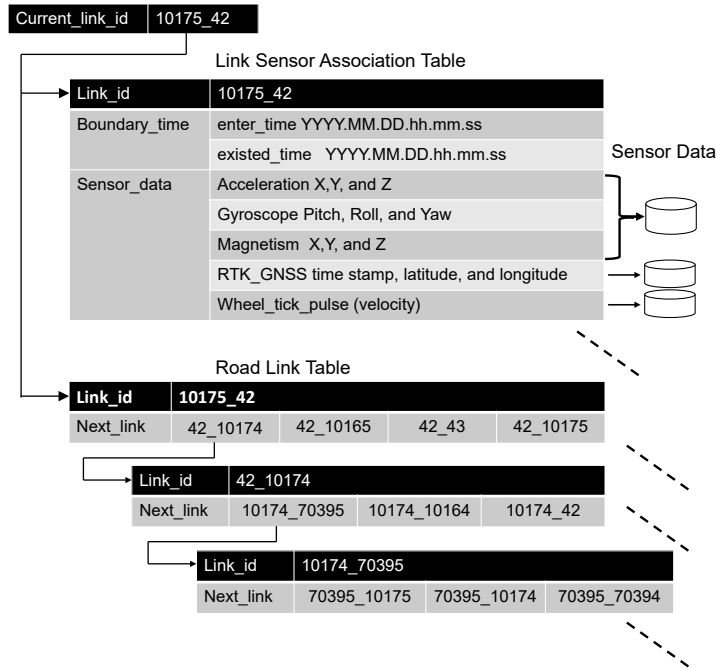 Current_link_id 10175_42
Link Sensor Association Table
Link_id 10175_42
Boundary_time enter_time YYYY.MM.DD.hh.mm.ss
existed_time YYYY.MM.DD.hh.mm.ss
Sensor Data
Sensor_data Acceleration X,Y, and Z
Gyroscope Pitch, Roll, and Yaw
Magnetism X,Y, and Z
RTK_GNSS time stamp, latitude, and longitude
Wheel_tick_pulse (velocity)
Road Link Table
Link_id 10175_42
Next_link 42_10174 42_10165 42_43 42_10175
Link_id 42_10174
Next_link 10174_70395 10174_10164 10174_42
Link_id 10174_70395
Next_link 70395_10175 70395_10174 70395_70394